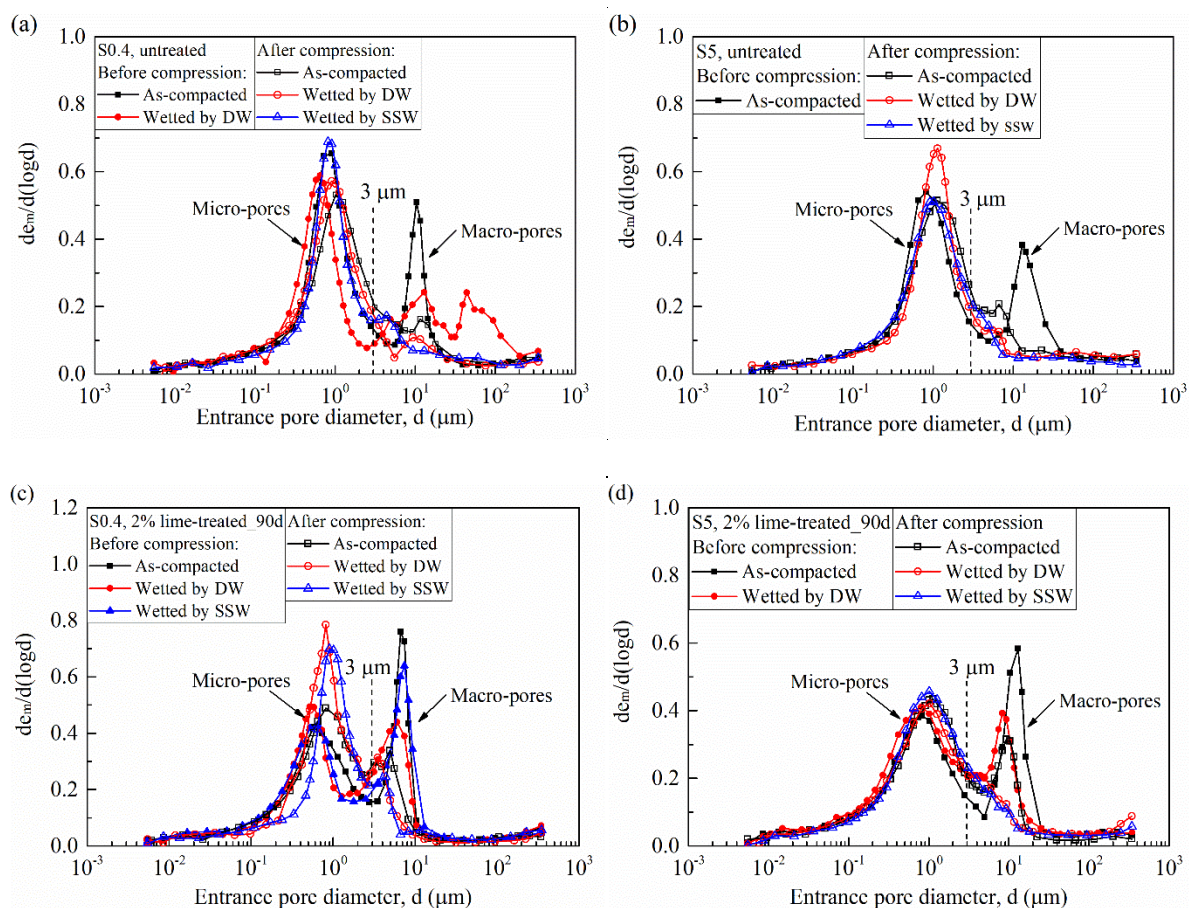 (a)
S0.4, untreated
Before compression:
As-compacted
Wetted by DW
After compression:
As-compacted
Wetted by DW
Wetted by SSW
Micro-pores
3 μm
Macro-pores
1.0
0.8
0.6
0.4
0.2
0.0
de_m/d(logd)
10^-3
10^-2
10^-1
10^0
10^1
10^2
10^3
Entrance pore diameter, d (μm)
(b)
S5, untreated
Before compression:
As-compacted
After compression:
As-compacted
Wetted by DW
Wetted by ssw
Micro-pores
3 μm
Macro-pores
1.0
0.8
0.6
0.4
0.2
0.0
de_m/d(logd)
10^-3
10^-2
10^-1
10^0
10^1
10^2
10^3
Entrance pore diameter, d (μm)
(c)
S0.4, 2% lime-treated_90d
Before compression:
As-compacted
Wetted by DW
Wetted by SSW
After compression:
As-compacted
Wetted by DW
Wetted by SSW
Micro-pores
3 μm
Macro-pores
1.2
1.0
0.8
0.6
0.4
0.2
0.0
de_m/d(logd)
10^-3
10^-2
10^-1
10^0
10^1
10^2
10^3
Entrance pore diameter, d (μm)
(d)
S5, 2% lime-treated_90d
Before compression:
As-compacted
Wetted by DW
After compression
As-compacted
Wetted by DW
Wetted by SSW
Micro-pores
3 μm
Macro-pores
1.0
0.8
0.6
0.4
0.2
0.0
de_m/d(logd)
10^-3
10^-2
10^-1
10^0
10^1
10^2
10^3
Entrance pore diameter, d (μm)